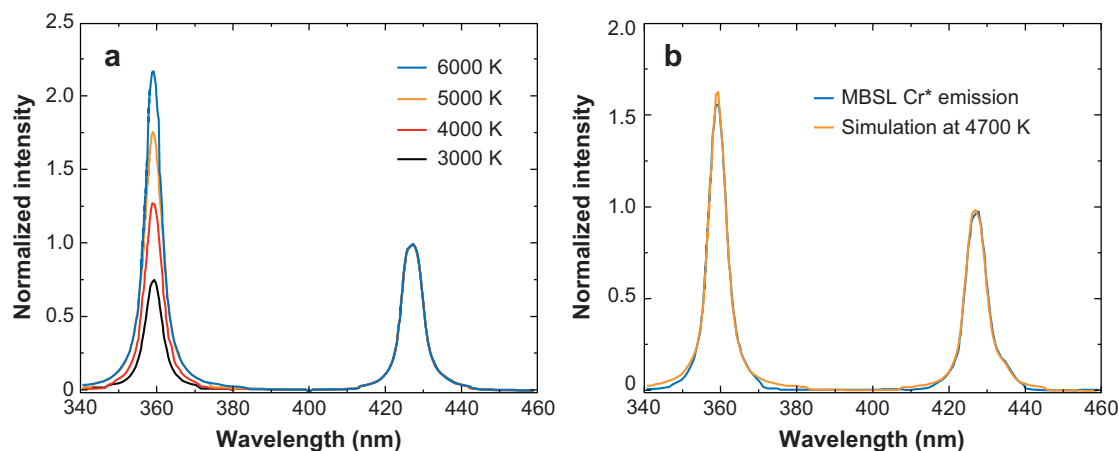 a
2.5
2.0
1.5
1.0
0.5
0
Normalized intensity
6000 K
5000 K
4000 K
3000 K
340 360 380 400 420 440 460
Wavelength (nm)
b
2.0
1.5
1.0
0.5
0
Normalized intensity
MBSL Cr* emission
Simulation at 4700 K
340 360 380 400 420 440 460
Wavelength (nm)